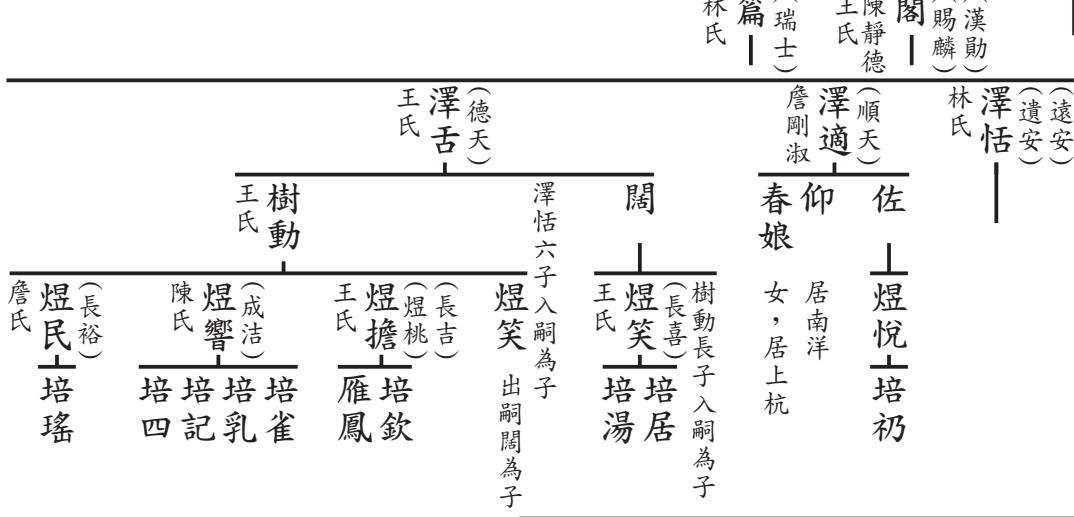 (漢勛)
(賜麟)
閣
陳靜德
王氏
(瑞士)
篇
林氏
(遠安)
(遺安)
澤恬
林氏
(順天)
澤適
詹剛淑
(德天)
澤舌
王氏
佐
仰
居南洋
春娘
女，居上杭
闊
澤恬六子入嗣為子
樹動
王氏
煜悅
樹動長子入嗣為子
(長喜)
煜笑
王氏
煜笑
出嗣闊為子
(長吉)
(煜桃)
煜擔
王氏
(成洁)
煜響
陳氏
(長裕)
煜民
詹氏
培礽
培居
培湯
培欽
雁鳳
培雀
培乳
培記
培四
培瑤